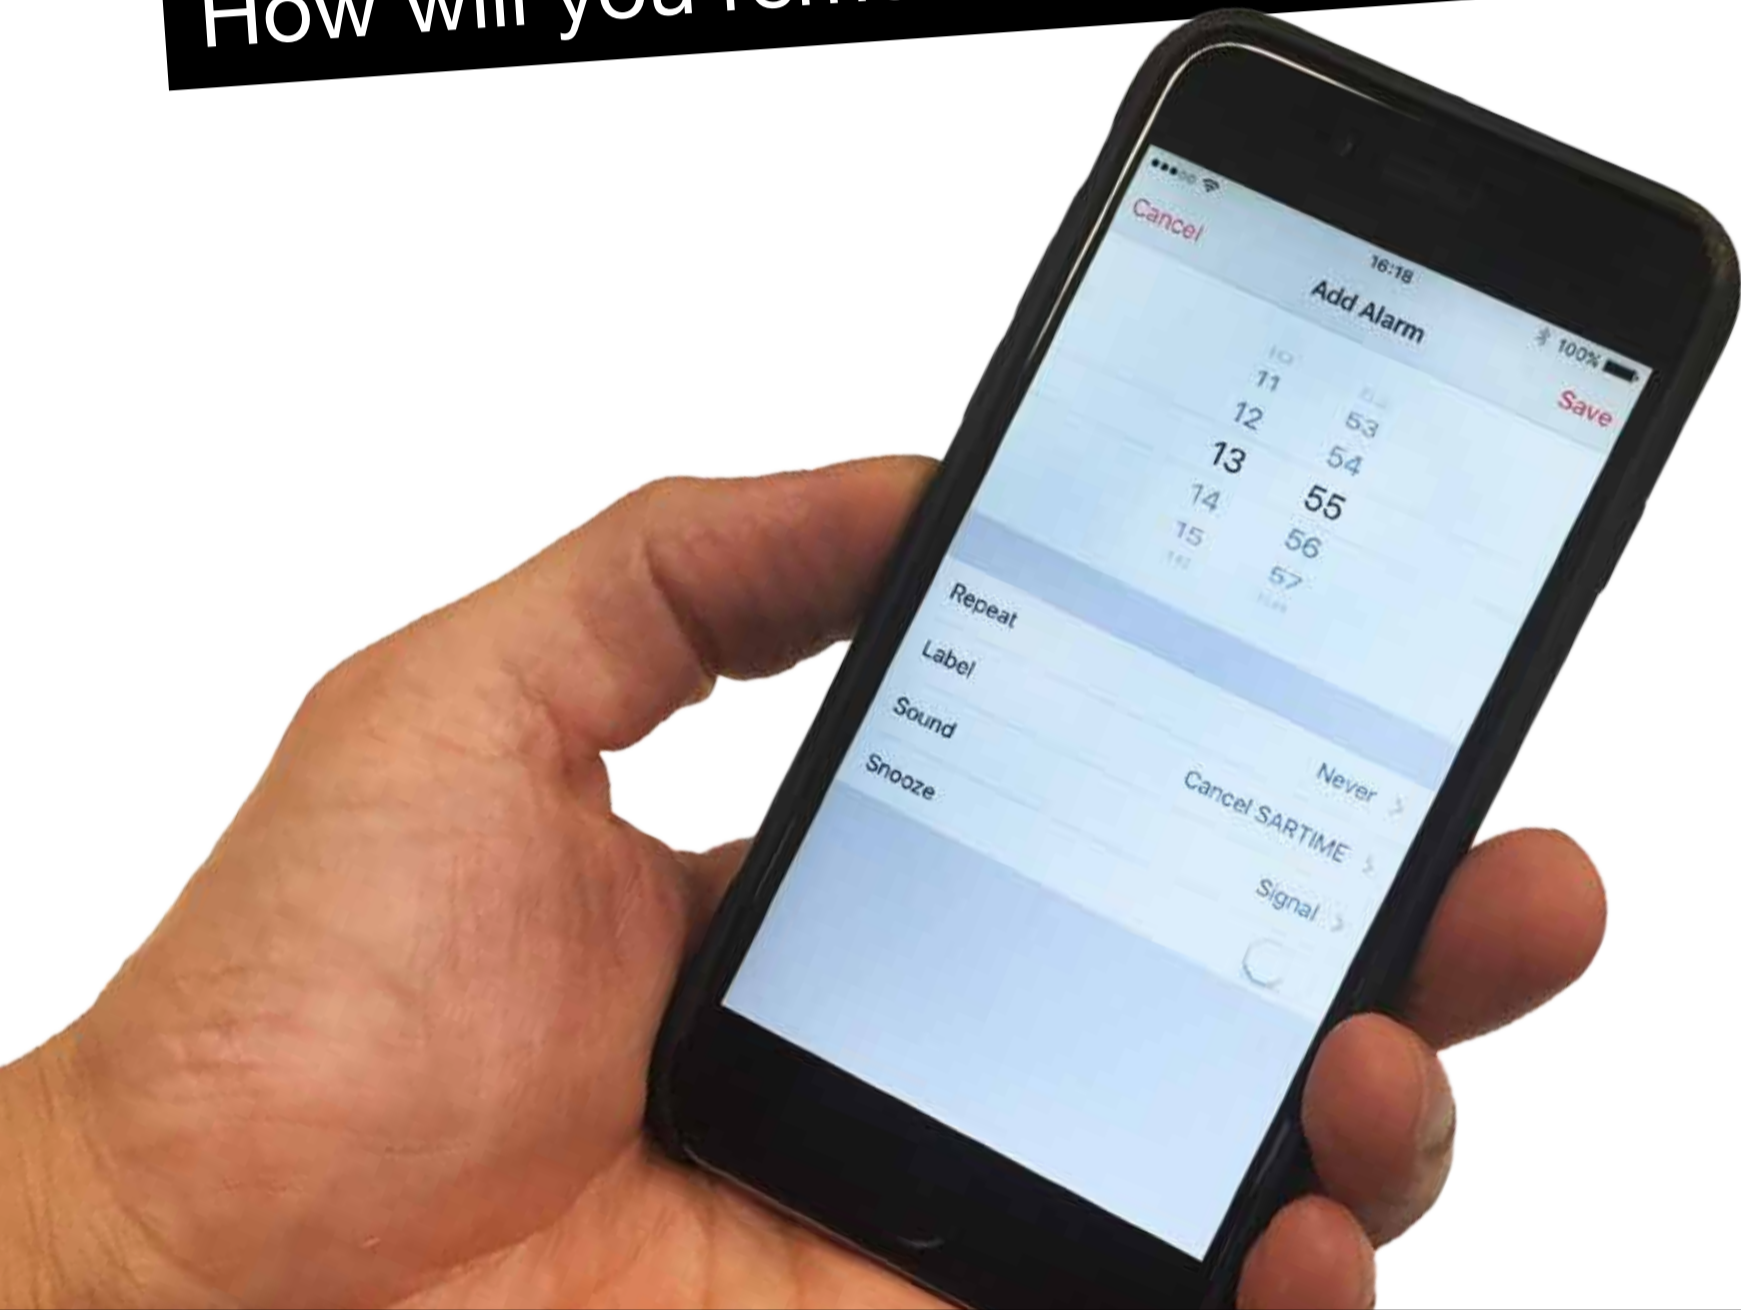 How will you
16:18
100%
Cancel
Add Alarm
Save
11
12 53
13 54
14 55
15 56
57
Repeat Never
Label Cancel SARTIME
Sound Signal
Snooze